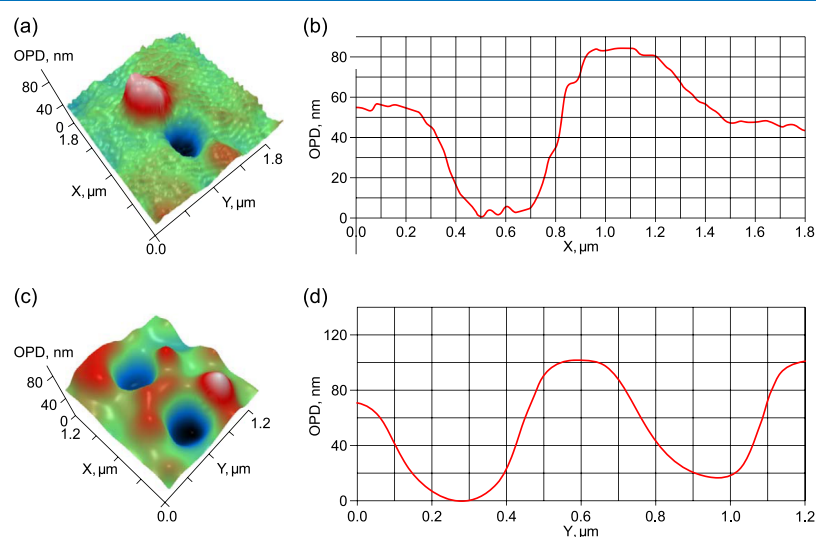 (a)
OPD, nm
80
40
0
1.8
X, µm
0.0
Y, µm
1.8
(b)
OPD, nm
80
60
40
20
0
0.0 0.2 0.4 0.6 0.8 1.0 1.2 1.4 1.6 1.8
X, µm
(c)
OPD, nm
80
40
0
1.2
X, µm
0.0
Y, µm
1.2
(d)
OPD, nm
120
80
40
0
0.0 0.2 0.4 0.6 0.8 1.0 1.2
Y, µm